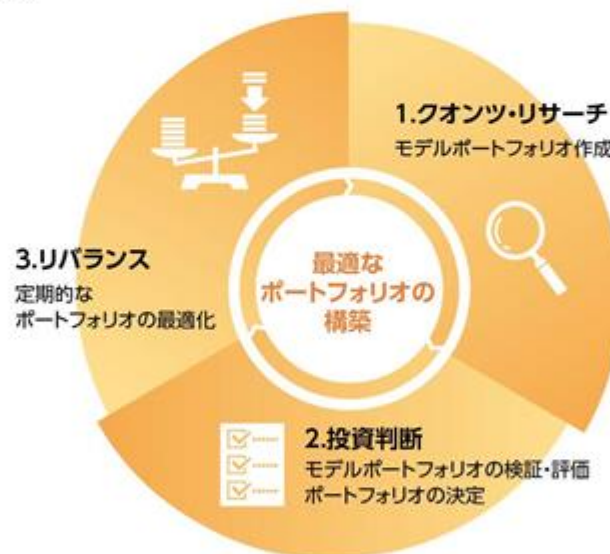 1.クオンツ・リサーチ
モデルポートフォリオ作成
最適な
ポートフォリオの
構築
3.リバランス
定期的な
ポートフォリオの最適化
2.投資判断
モデルポートフォリオの検証・評価
ポートフォリオの決定